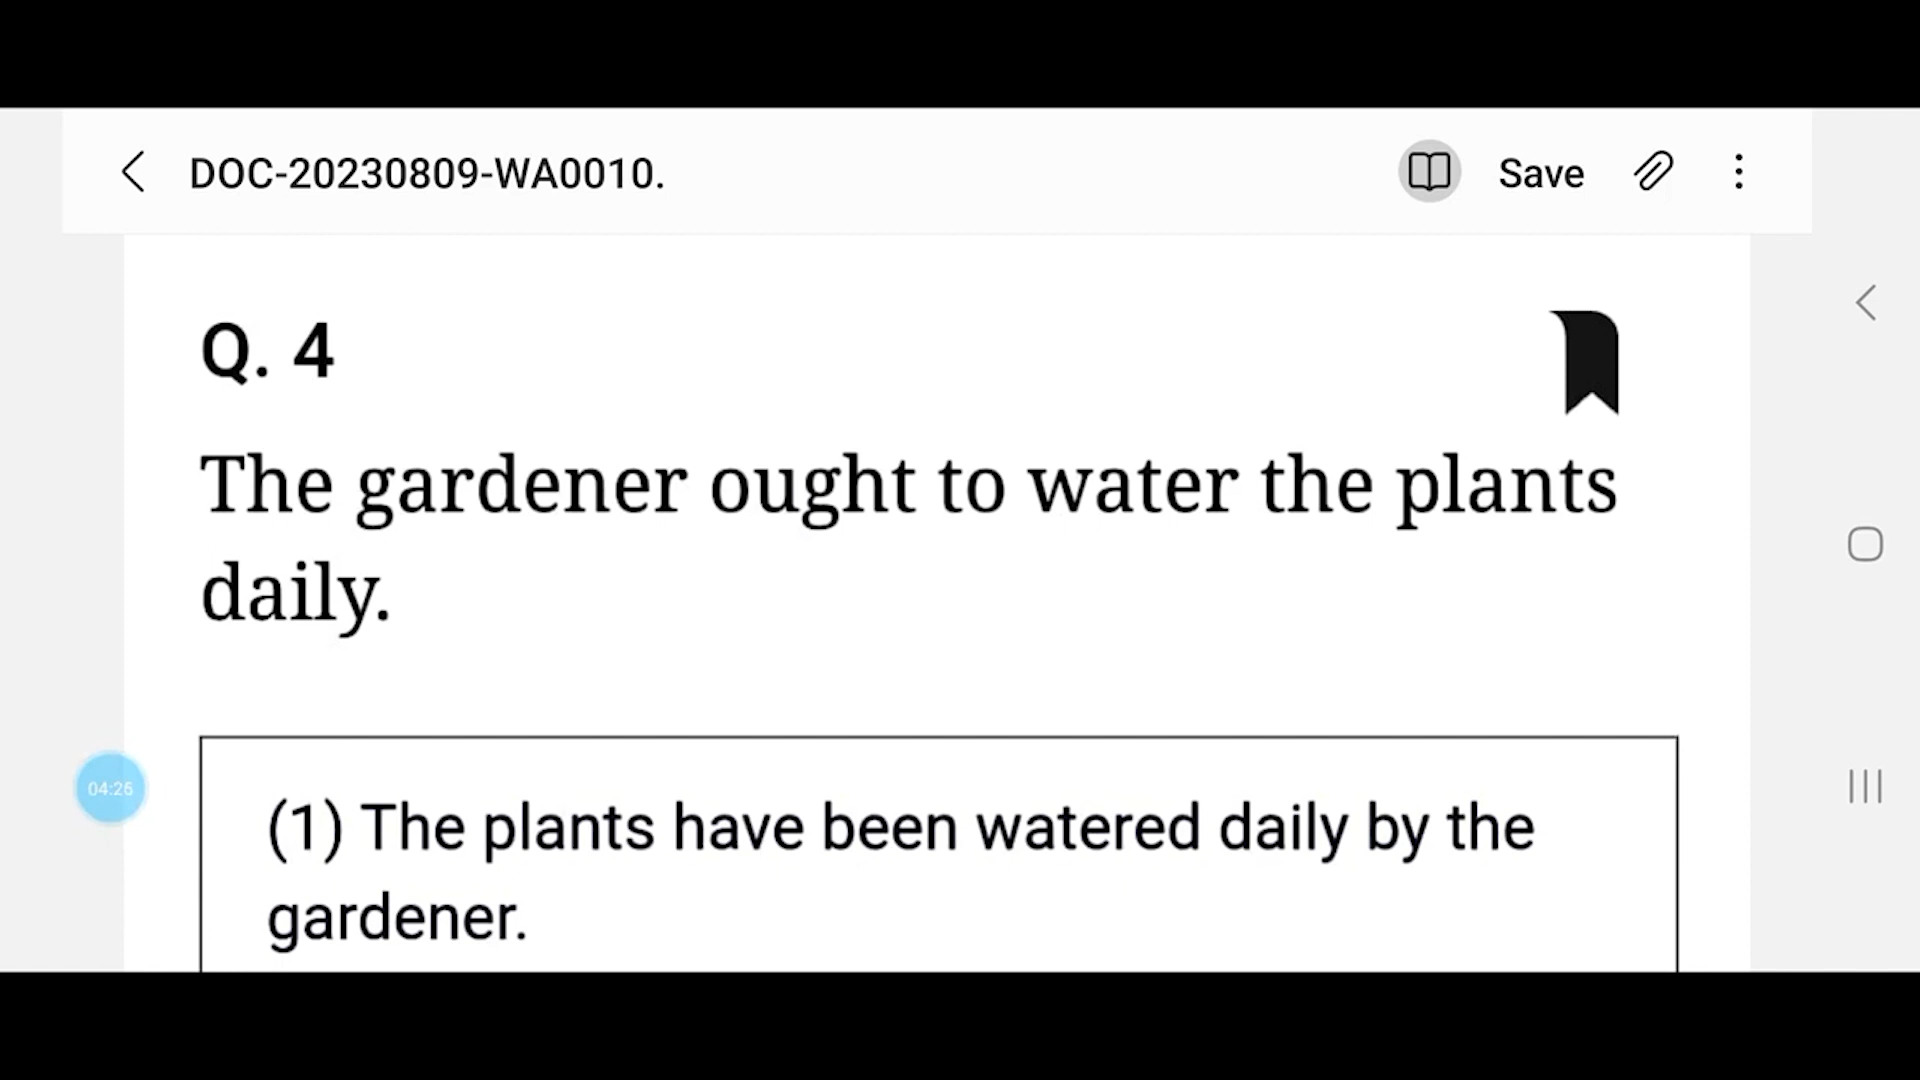 DOC-20230809-WA0010.
Save
Q. 4
The gardener ought to water the plants
daily.
04:26
(1) The plants have been watered daily by the
gardener.